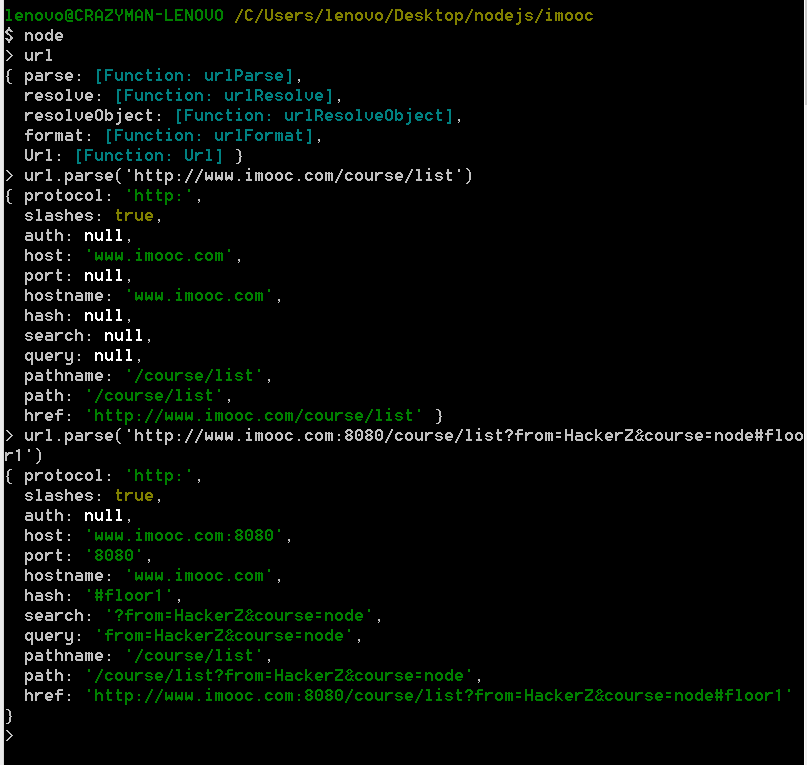 lenovo@CRAZYMAN-LENOVO /C/Users/lenovo/Desktop/nodejs/imooc
$ node
> url
{ parse: [Function: urlParse],
  resolve: [Function: urlResolve],
  resolveObject: [Function: urlResolveObject],
  format: [Function: urlFormat],
  Url: [Function: Url] }
> url.parse('http://www.imooc.com/course/list')
{ protocol: 'http:',
  slashes: true,
  auth: null,
  host: 'www.imooc.com',
  port: null,
  hostname: 'www.imooc.com',
  hash: null,
  search: null,
  query: null,
  pathname: '/course/list',
  path: '/course/list',
  href: 'http://www.imooc.com/course/list' }
> url.parse('http://www.imooc.com:8080/course/list?from=HackerZ&course=node#floo
r1')
{ protocol: 'http:',
  slashes: true,
  auth: null,
  host: 'www.imooc.com:8080',
  port: '8080',
  hostname: 'www.imooc.com',
  hash: '#floor1',
  search: '?from=HackerZ&course=node',
  query: 'from=HackerZ&course=node',
  pathname: '/course/list',
  path: '/course/list?from=HackerZ&course=node',
  href: 'http://www.imooc.com:8080/course/list?from=HackerZ&course=node#floor1'
}
>